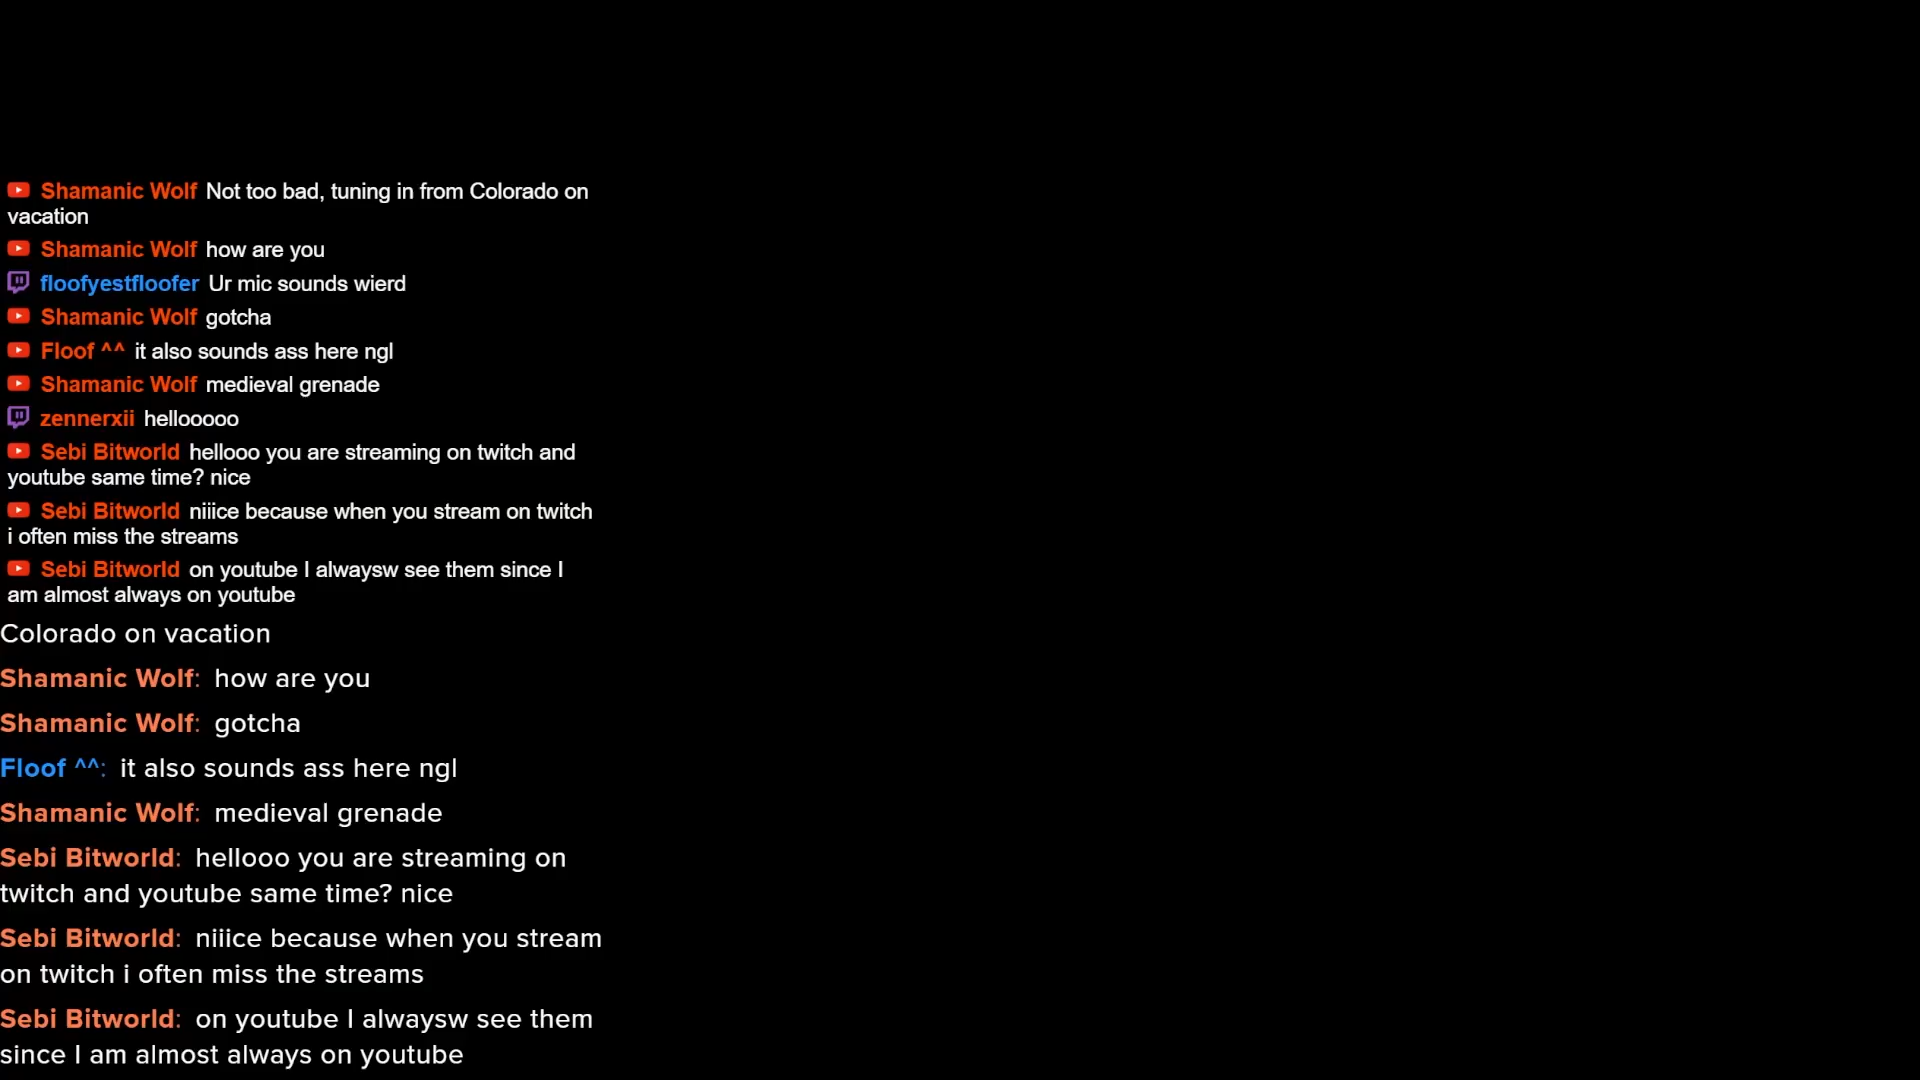 Shamanic Wolf Not too bad, tuning in from Colorado on
vacation
Shamanic Wolf how are you
floofyestfloofer Ur mic sounds wierd
Shamanic Wolf gotcha
Floof ^^ it also sounds ass here ngl
Shamanic Wolf medieval grenade
zennerxii hellooooo
Sebi Bitworld hellooo you are streaming on twitch and
youtube same time? nice
Sebi Bitworld niiice because when you stream on twitch
i often miss the streams
Sebi Bitworld on youtube I alwaysw see them since I
am almost always on youtube
Colorado on vacation
Shamanic Wolf: how are you
Shamanic Wolf: gotcha
Floof ^^: it also sounds ass here ngl
Shamanic Wolf: medieval grenade
Sebi Bitworld: hellooo you are streaming on
twitch and youtube same time? nice
Sebi Bitworld: niiice because when you stream
on twitch i often miss the streams
Sebi Bitworld: on youtube I alwaysw see them
since I am almost always on youtube